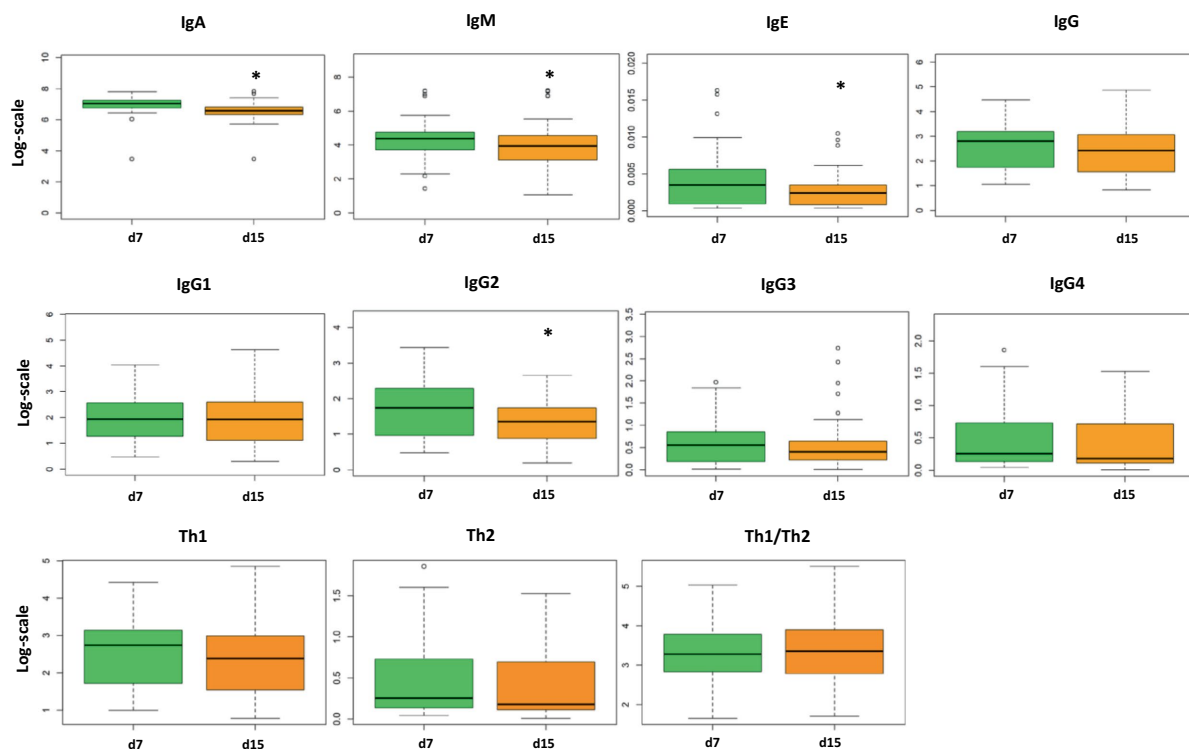 IgA IgM IgE IgG
Log-scale
0 2 4 6 8 10
*
d7 d15
0 2 4 6 8
*
d7 d15
0.000 0.005 0.010 0.015 0.020
*
d7 d15
0 1 2 3 4 5 6
d7 d15
IgG1 IgG2 IgG3 IgG4
Log-scale
0 1 2 3 4 5 6
d7 d15
0 1 2 3 4
*
d7 d15
0.0 0.5 1.0 1.5 2.0 2.5 3.0 3.5
d7 d15
0.0 0.5 1.0 1.5 2.0
d7 d15
Th1 Th2 Th1/Th2
Log-scale
1 2 3 4 5
d7 d15
0.0 0.5 1.0 1.5
d7 d15
2 3 4 5
d7 d15